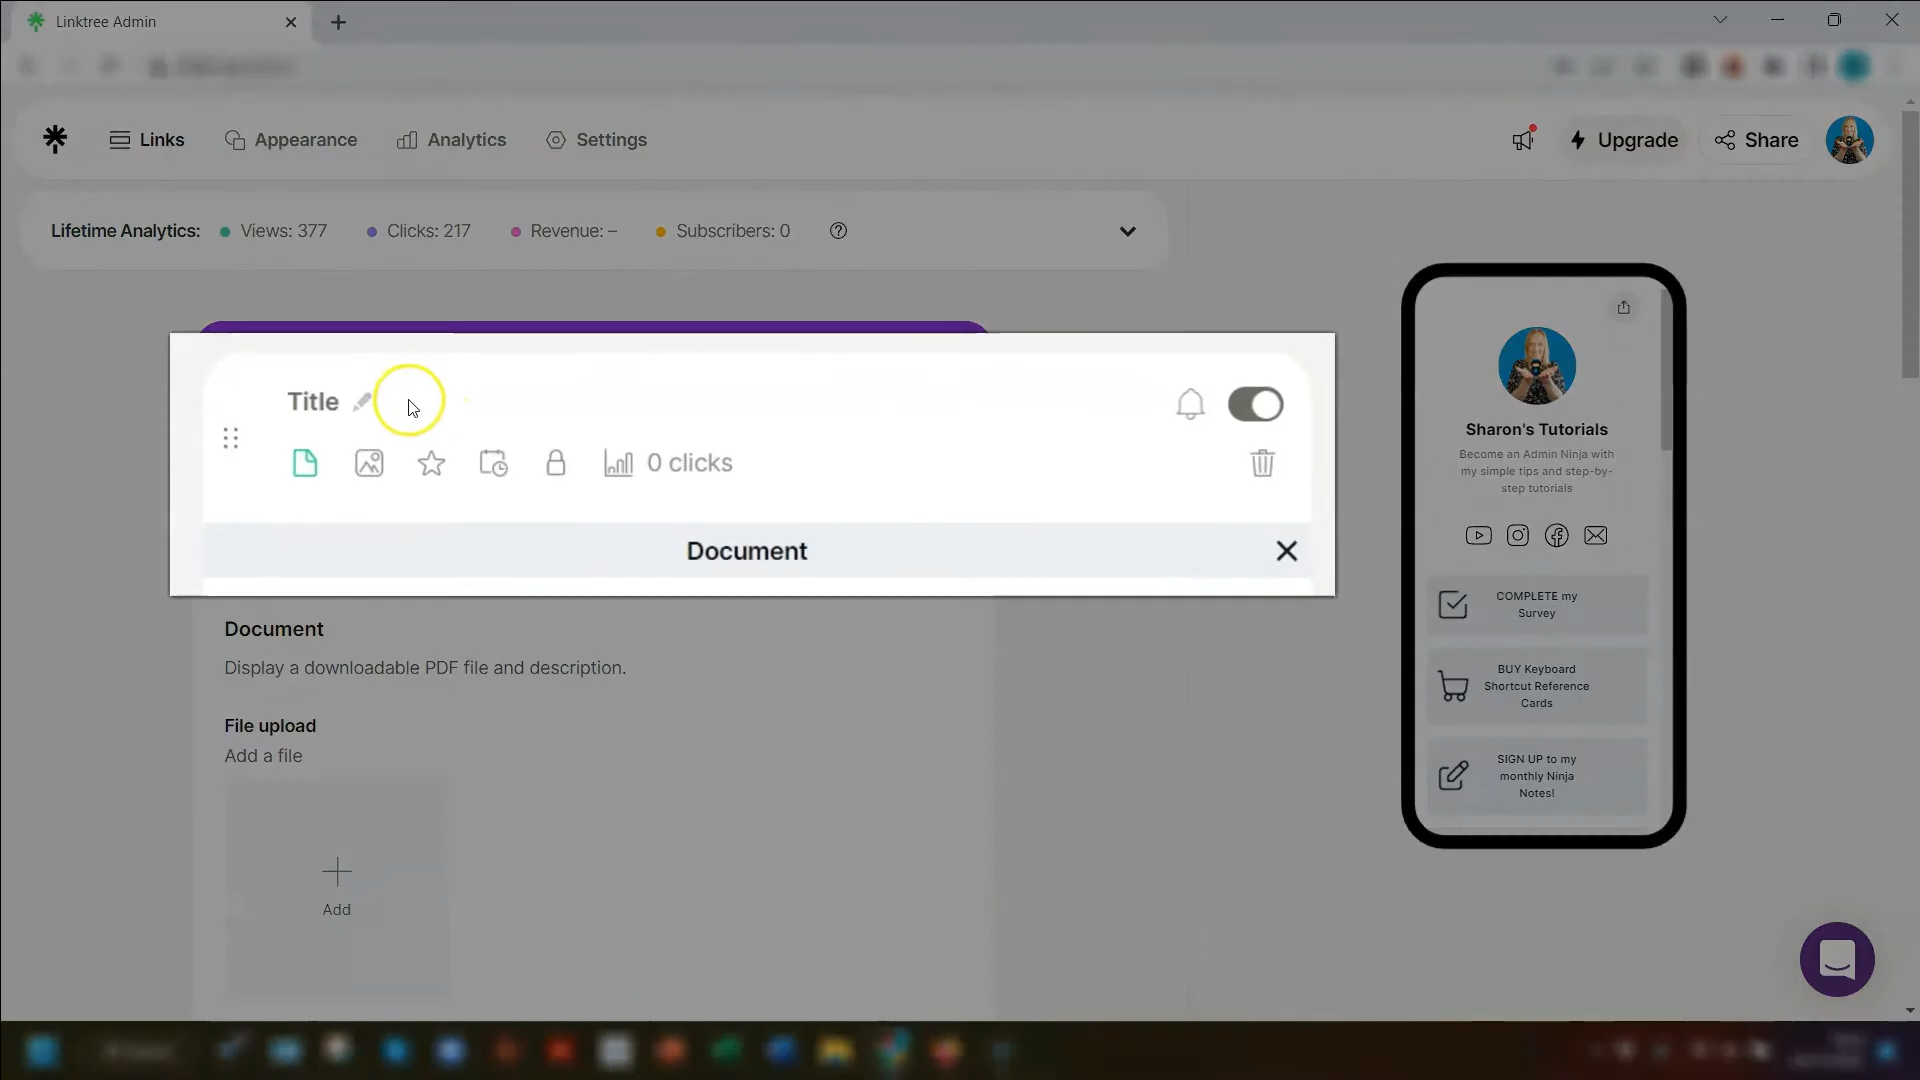 Linktree Admin
Links
Appearance
Analytics
Settings
Upgrade
Share
Lifetime Analytics:
Views: 377
Clicks: 217
Revenue: –
Subscribers: 0
Title
0 clicks
Document
Document
Display a downloadable PDF file and description.
File upload
Add a file
Add
Sharon's Tutorials
Become an Admin Ninja with
my simple tips and step-by-
step tutorials
COMPLETE my
Survey
BUY Keyboard
Shortcut Reference
Cards
SIGN UP to my
monthly Ninja
Notes!